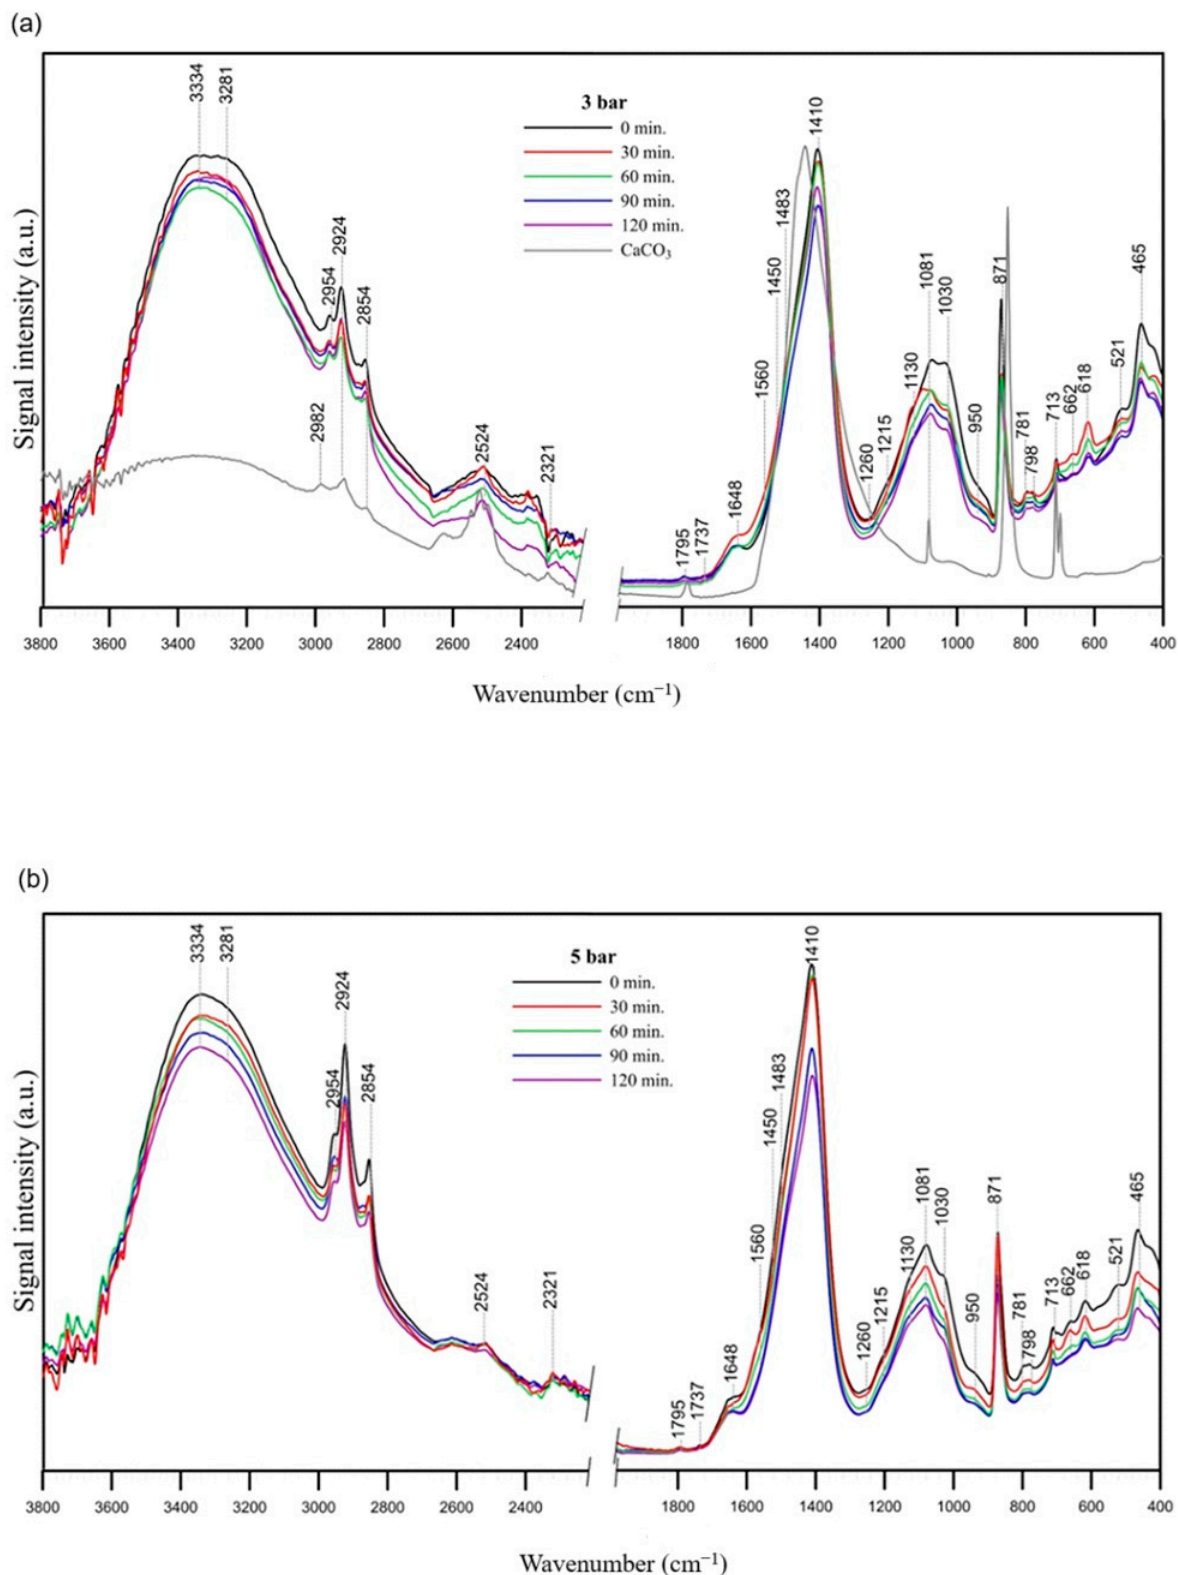 (a)
3 bar
0 min.
30 min.
60 min.
90 min.
120 min.
CaCO₃
3334
3281
2954
2924
2854
2982
2524
2321
1795
1737
1648
1560
1450
1483
1410
1260
1215
1130
1081
1030
950
871
781
798
713
662
618
521
465
Signal intensity (a.u.)
3800 3600 3400 3200 3000 2800 2600 2400 1800 1600 1400 1200 1000 800 600 400
Wavenumber (cm⁻¹)
(b)
5 bar
0 min.
30 min.
60 min.
90 min.
120 min.
3334
3281
2954
2924
2854
2524
2321
1795
1737
1648
1560
1450
1483
1410
1260
1215
1130
1081
1030
950
871
781
798
713
662
618
521
465
Signal intensity (a.u.)
3800 3600 3400 3200 3000 2800 2600 2400 1800 1600 1400 1200 1000 800 600 400
Wavenumber (cm⁻¹)